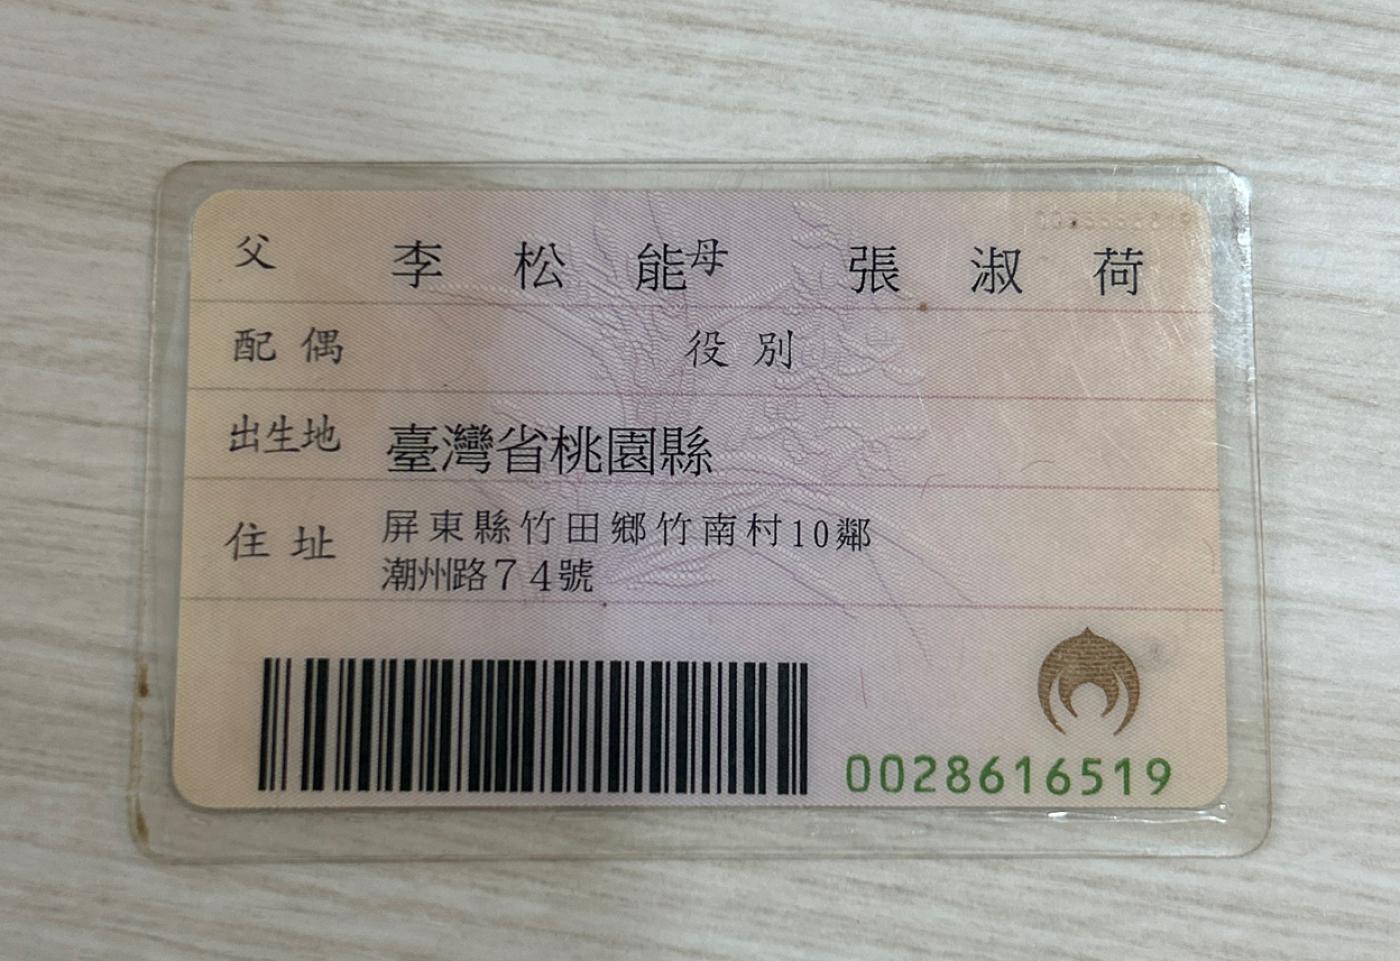 父 李松能 母 張淑荷
配偶 役別
出生地 臺灣省桃園縣
住址 屏東縣竹田鄉竹南村10鄰
潮州路74號
0028616519